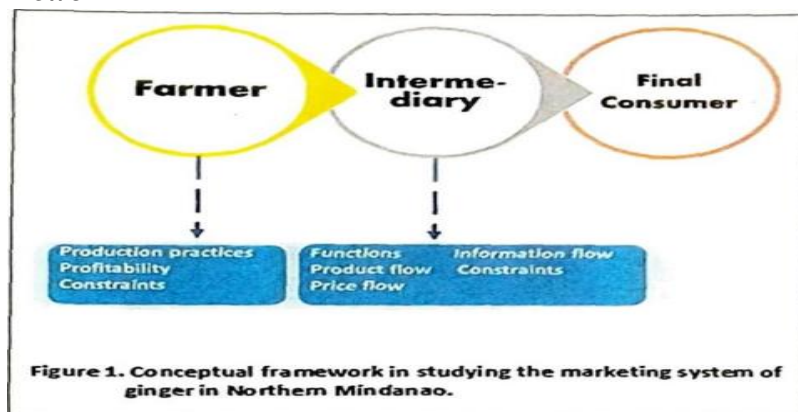 Farmer
Interme-
diary
Final
Consumer
Production practices
Profitability
Constraints
Functions Information flow
Product flow Constraints
Price flow
Figure 1. Conceptual framework in studying the marketing system of
ginger in Northern Mindanao.